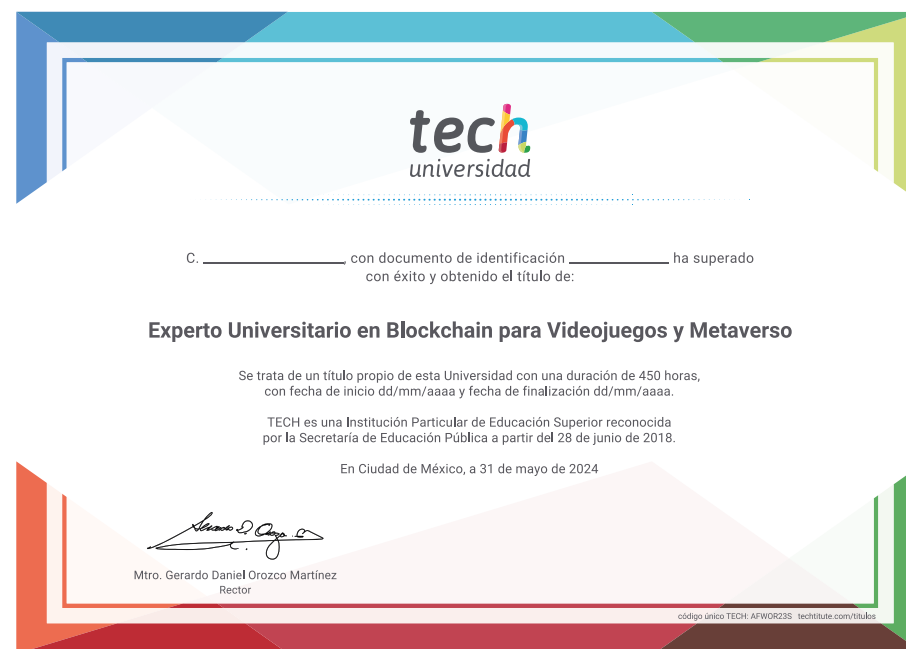 tech
universidad
C. ____________, con documento de identificación ____________ ha superado
con éxito y obtenido el título de:
Experto Universitario en Blockchain para Videojuegos y Metaverso
Se trata de un título propio de esta Universidad con una duración de 450 horas,
con fecha de inicio dd/mm/aaaa y fecha de finalización dd/mm/aaaa.
TECH es una Institución Particular de Educación Superior reconocida
por la Secretaría de Educación Pública a partir del 28 de junio de 2018.
En Ciudad de México, a 31 de mayo de 2024
Mtro. Gerardo Daniel Orozco Martínez
Rector
código único TECH: AFWOR23S techtitute.com/titulos